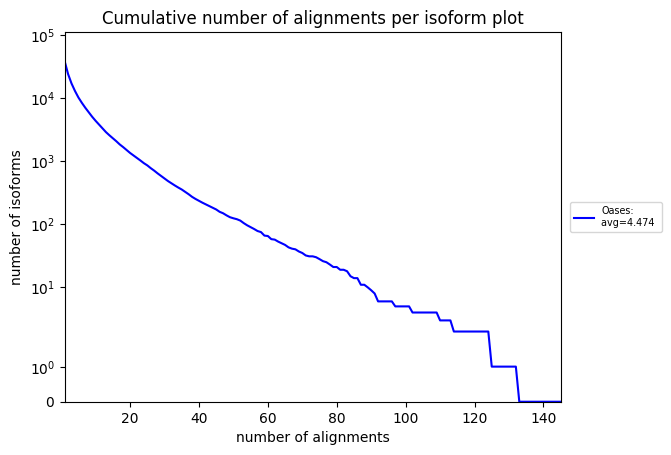 Cumulative number of alignments per isoform plot
10^5
10^4
10^3
10^2
10^1
10^0
0
number of isoforms
20
40
60
80
100
120
140
number of alignments
Oases:
avg=4.474